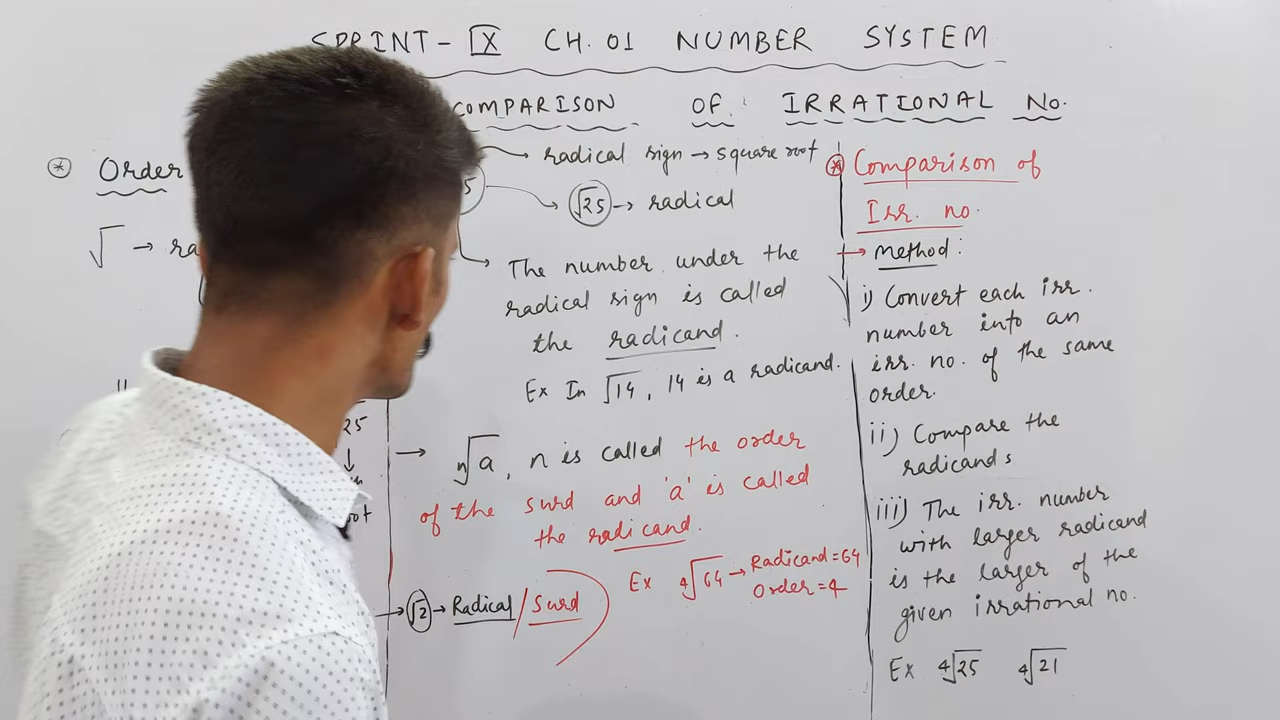 SPRINT-IX CH. 01 NUMBER SYSTEM
COMPARISON OF IRRATIONAL No.
* Order
√ →
25
↓
radical sign → square root
√25 → radical
The number under the
radical sign is called
the radicand.
Ex In √14, 14 is a radicand.
→ ⁿ√a, n is called the order
of the surd and 'a' is called
the radicand.
Ex ⁴√64 → Radicand = 64
Order = 4
→ √2 → Radical / Surd
* Comparison of
Irr. no.
→ method:
i) Convert each irr.
number into an
irr. no. of the same
order.
ii) Compare the
radicands
iii) The irr. number
with larger radicand
is the larger of the
given irrational no.
Ex ⁴√25 ⁴√21